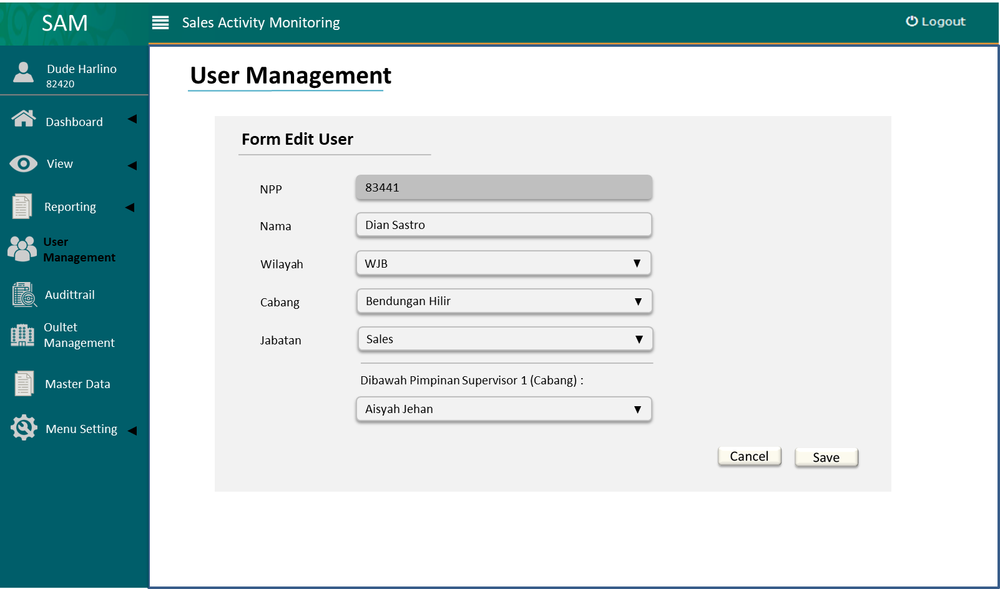 SAM
Sales Activity Monitoring
Logout
Dude Harlino
82420
Dashboard
View
Reporting
User
Management
Audittrail
Oultet
Management
Master Data
Menu Setting
User Management
Form Edit User
NPP
83441
Nama
Dian Sastro
Wilayah
WJB
Cabang
Bendungan Hilir
Jabatan
Sales
Dibawah Pimpinan Supervisor 1 (Cabang) :
Aisyah Jehan
Cancel
Save